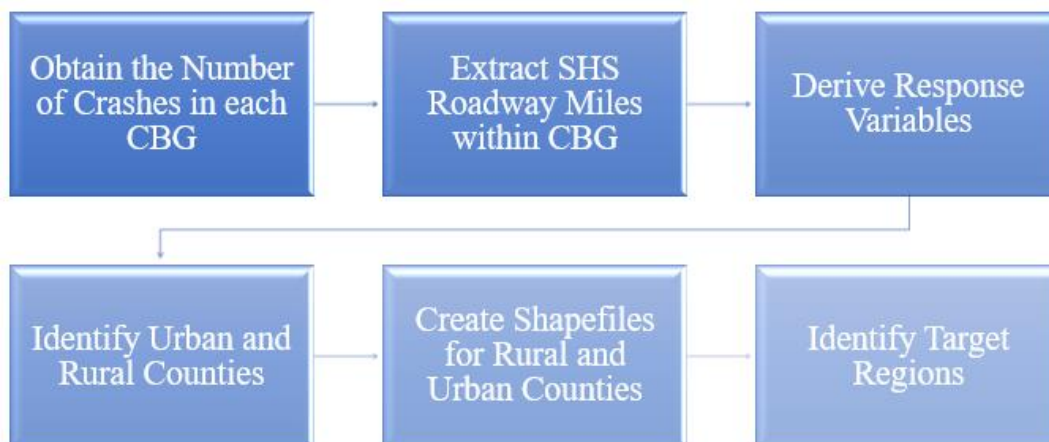 Obtain the Number
of Crashes in each
CBG
Extract SHS
Roadway Miles
within CBG
Derive Response
Variables
Identify Urban and
Rural Counties
Create Shapefiles
for Rural and
Urban Counties
Identify Target
Regions